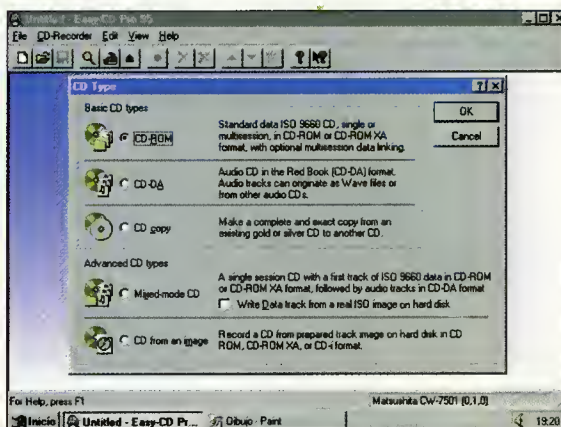 Untitled - Easy-CD Pro 95
File CD-Recorder Edit View Help
CD Type
Basic CD types
OK
Cancel
CD-ROM
Standard data ISO 9660 CD, single or
multisession, in CD-ROM or CD-ROM XA
format, with optional multisession data linking.
CD-DA
Audio CD in the Red Book (CD-DA) format.
Audio tracks can originate as Wave files or
from other audio CDs.
CD copy
Make a complete and exact copy from an
existing gold or silver CD to another CD.
Advanced CD types
Mixed-mode CD
A single session CD with a first track of ISO 9660 data in CD-ROM
or CD-ROM XA format, followed by audio tracks in CD-DA format
Write Data track from a real ISO image on hard disk
CD from an image
Record a CD from prepared track image on hard disk in CD
ROM, CD-ROM XA, or CD-i format.
For Help, press F1
Matsushita CW-7501 [0,1,0]
Inicio
Untitled - Easy-CD Pr...
Dibujo - Paint
19:20